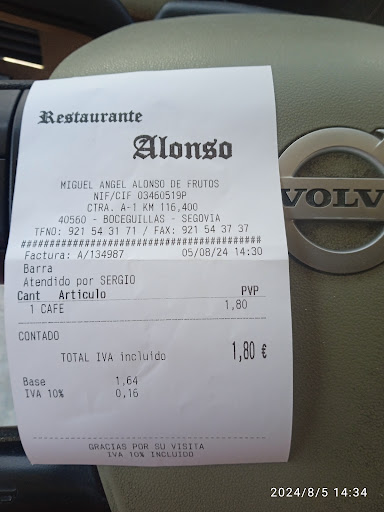 Restaurante
Alonso
MIGUEL ANGEL ALONSO DE FRUTOS
NIF/CIF 03460519P
CTRA. A-1 KM 116,400
40560 - BOCEGUILLAS - SEGOVIA
TFNO: 921 54 31 71 / FAX: 921 54 37 37
##########################################
Factura: A/134987 05/08/24 14:30
Barra
Atendido por SERGIO
Cant Artículo PVP
1 CAFE 1,80
CONTADO
TOTAL IVA incluido 1,80 €
Base 1,64
IVA 10% 0,16
GRACIAS POR SU VISITA
IVA 10% INCLUIDO
VOLV
2024/8/5 14:34